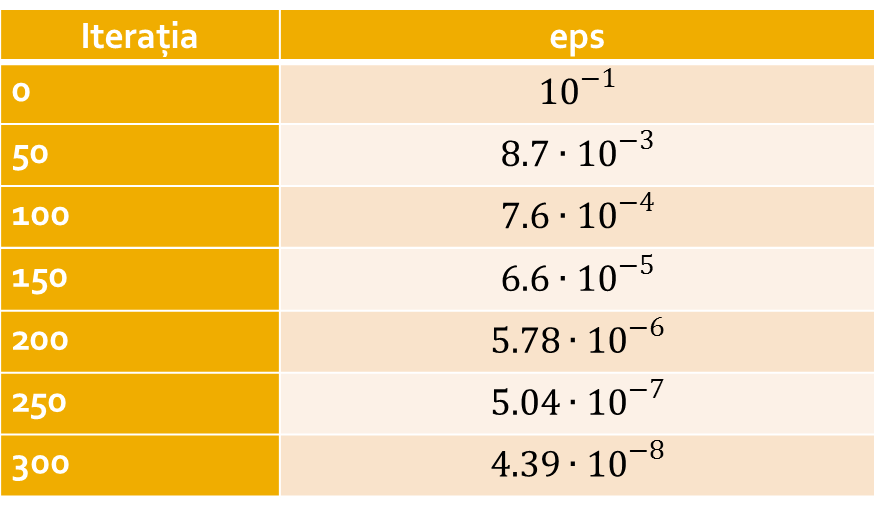 Iterația eps
0 10⁻¹
50 8.7 · 10⁻³
100 7.6 · 10⁻⁴
150 6.6 · 10⁻⁵
200 5.78 · 10⁻⁶
250 5.04 · 10⁻⁷
300 4.39 · 10⁻⁸